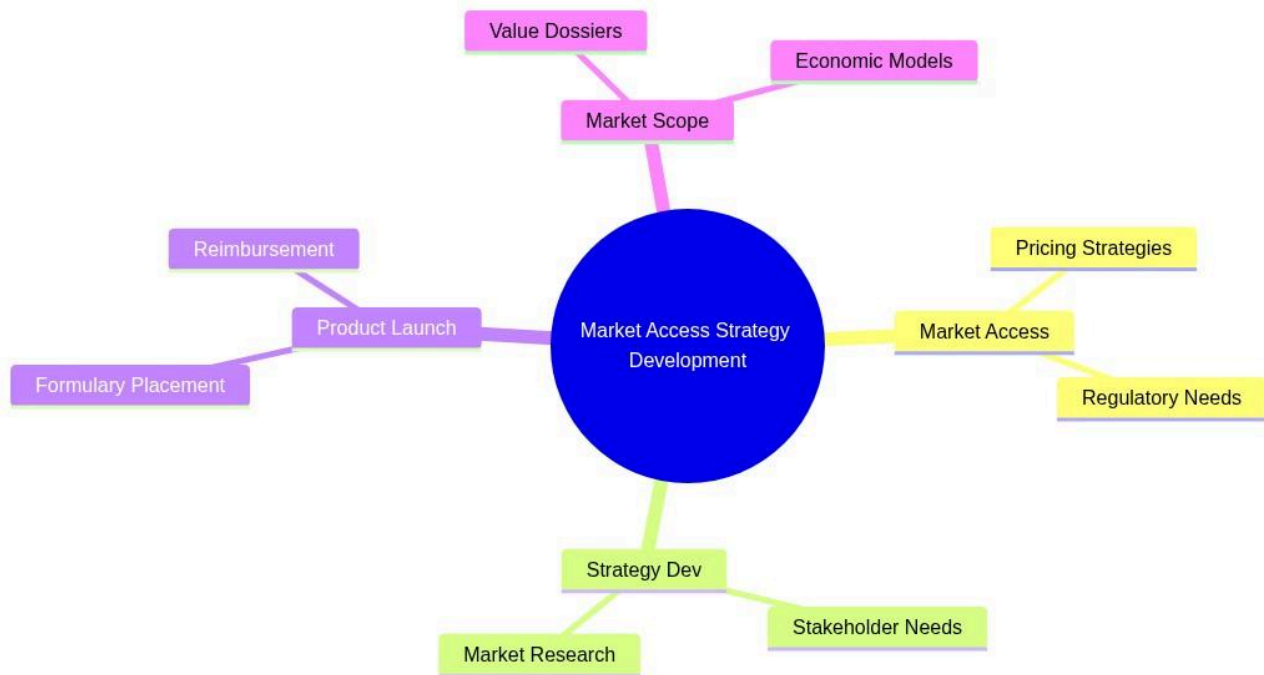 Value Dossiers
Economic Models
Market Scope
Reimbursement
Pricing Strategies
Product Launch
Market Access Strategy
Development
Market Access
Formulary Placement
Regulatory Needs
Strategy Dev
Stakeholder Needs
Market Research